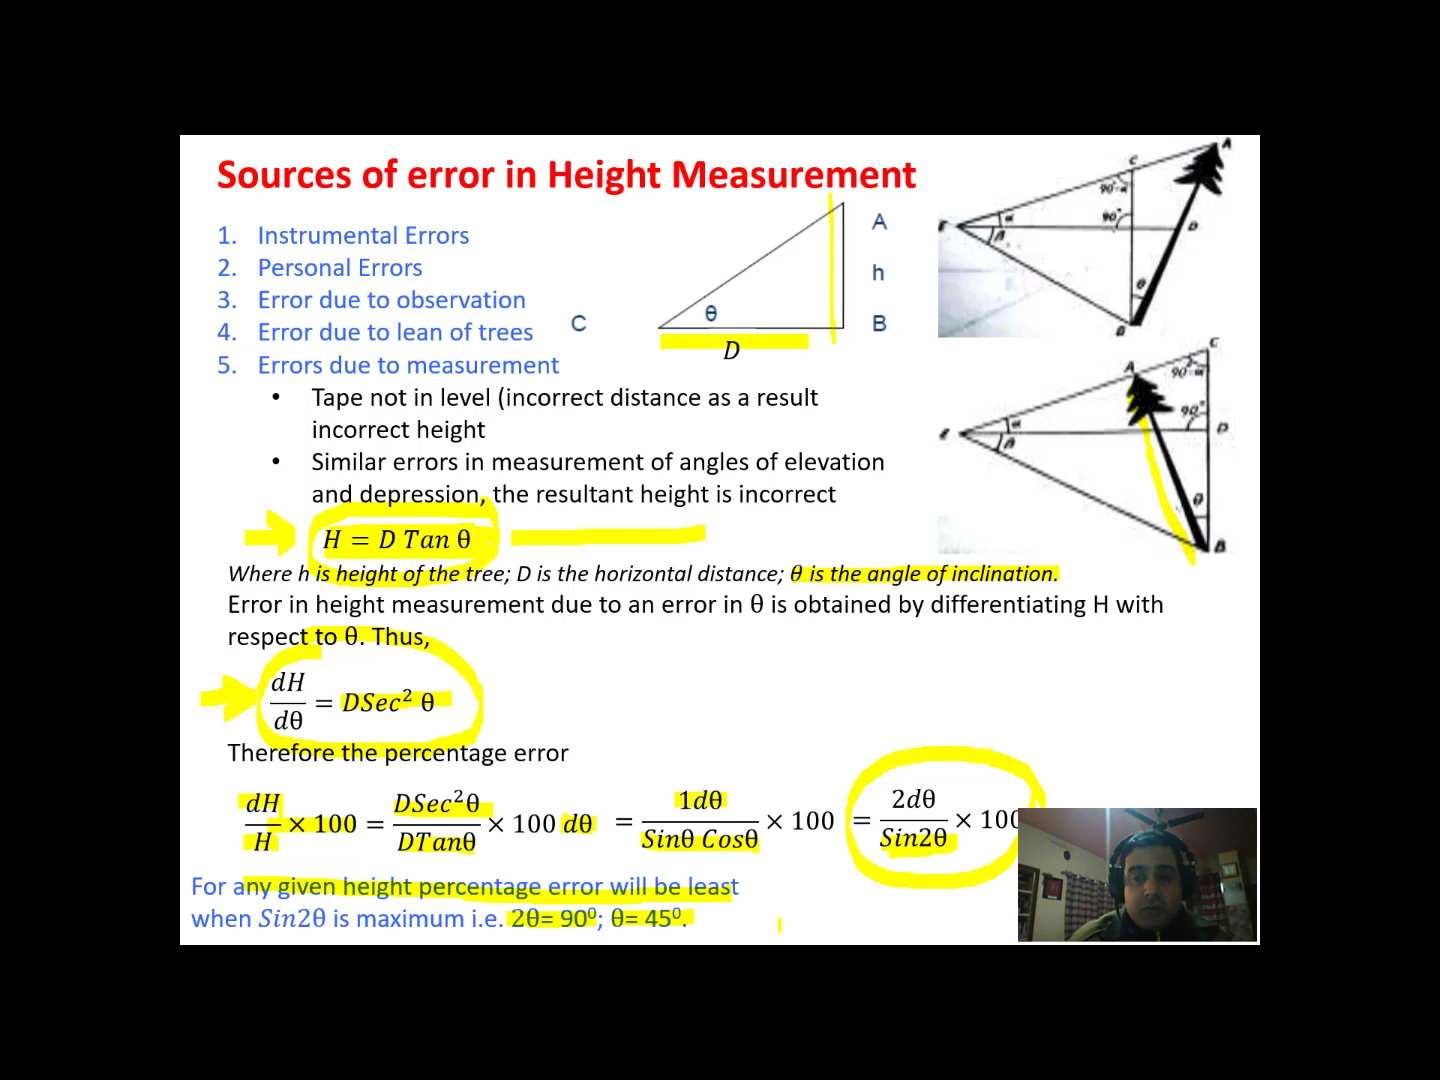 Sources of error in Height Measurement
1. Instrumental Errors
2. Personal Errors
3. Error due to observation
4. Error due to lean of trees
5. Errors due to measurement
• Tape not in level (incorrect distance as a result
incorrect height
• Similar errors in measurement of angles of elevation
and depression, the resultant height is incorrect
A
h
θ
C
B
D
C
A
90°-α
α
90°
D
β
θ
C
A
90-α
α
90°
D
β
θ
B
H = D Tan θ
Where h is height of the tree; D is the horizontal distance; θ is the angle of inclination.
Error in height measurement due to an error in θ is obtained by differentiating H with
respect to θ. Thus,
dH/dθ = DSec² θ
Therefore the percentage error
dH/H × 100 = DSec²θ/DTanθ × 100 dθ = 1dθ/Sinθ Cosθ × 100 = 2dθ/Sin2θ × 100
For any given height percentage error will be least
when Sin2θ is maximum i.e. 2θ= 90⁰; θ= 45⁰.